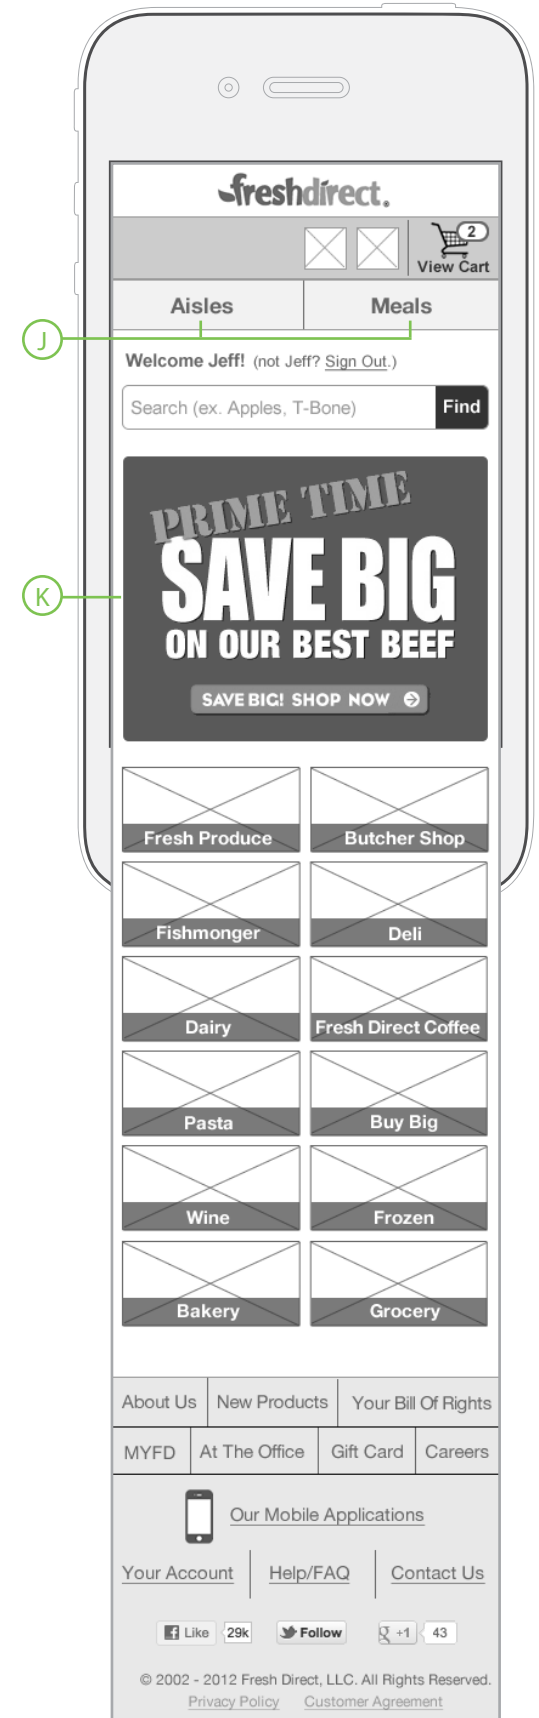 freshdirect.
2
View Cart
Aisles Meals
J
Welcome Jeff! (not Jeff? Sign Out.)
Search (ex. Apples, T-Bone) Find
PRIME TIME
SAVE BIG
K
ON OUR BEST BEEF
SAVE BIG! SHOP NOW
Fresh Produce Butcher Shop
Fishmonger Deli
Dairy Fresh Direct Coffee
Pasta Buy Big
Wine Frozen
Bakery Grocery
About Us New Products Your Bill Of Rights
MYFD At The Office Gift Card Careers
Our Mobile Applications
Your Account Help/FAQ Contact Us
f Like 29k Follow g +1 43
© 2002 - 2012 Fresh Direct, LLC. All Rights Reserved.
Privacy Policy Customer Agreement